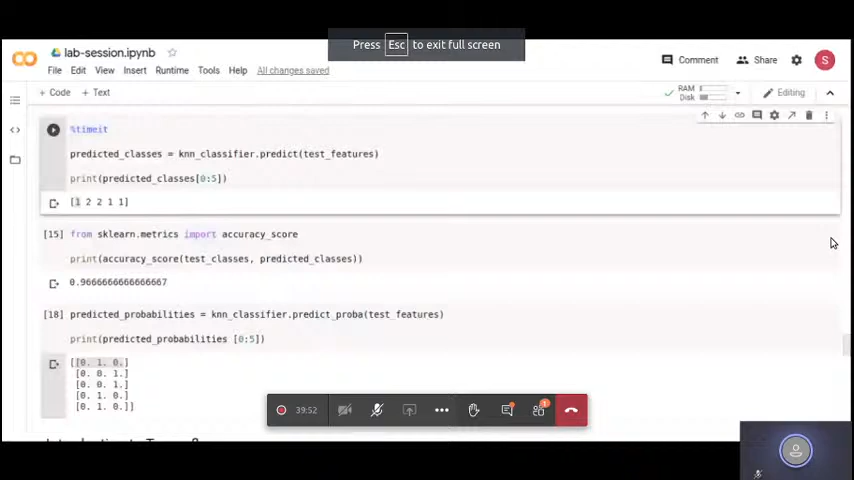 Press Esc to exit full screen
lab-session.ipynb
Comment
Share
S
File Edit View Insert Runtime Tools Help All changes saved
+ Code + Text
RAM
Disk
Editing
%timeit
predicted_classes = knn_classifier.predict(test_features)
print(predicted_classes[0:5])
[1 2 2 1 1]
[15] from sklearn.metrics import accuracy_score
print(accuracy_score(test_classes, predicted_classes))
0.9666666666666667
[18] predicted_probabilities = knn_classifier.predict_proba(test_features)
print(predicted_probabilities [0:5])
[[0. 1. 0.]
[0. 0. 1.]
[0. 0. 1.]
[0. 1. 0.]
[0. 1. 0.]]
39:52
1